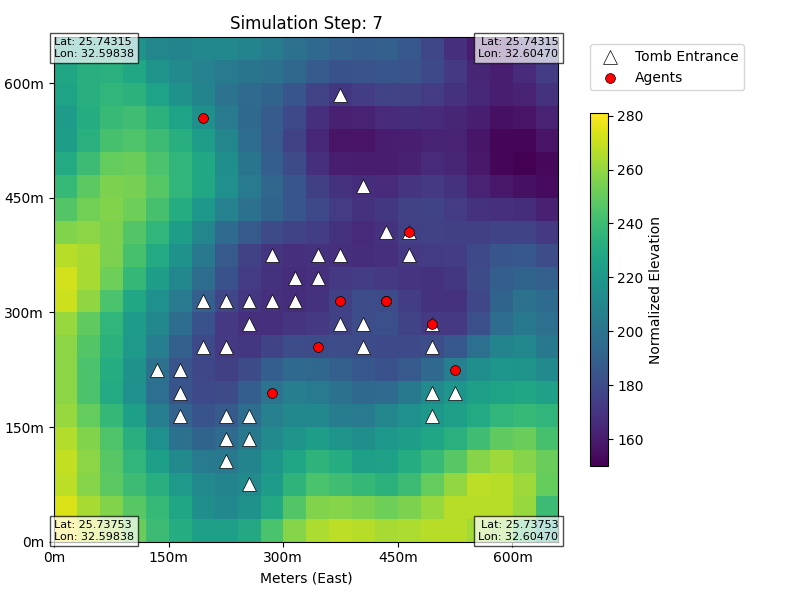 Simulation Step: 7
Lat: 25.74315
Lon: 32.59838
Lat: 25.74315
Lon: 32.60470
Tomb Entrance
Agents
600m
450m
300m
150m
0m
Lat: 25.73753
Lon: 32.59838
Lat: 25.73753
Lon: 32.60470
0m
150m
300m
450m
600m
Meters (East)
280
260
240
220
200
180
160
Normalized Elevation